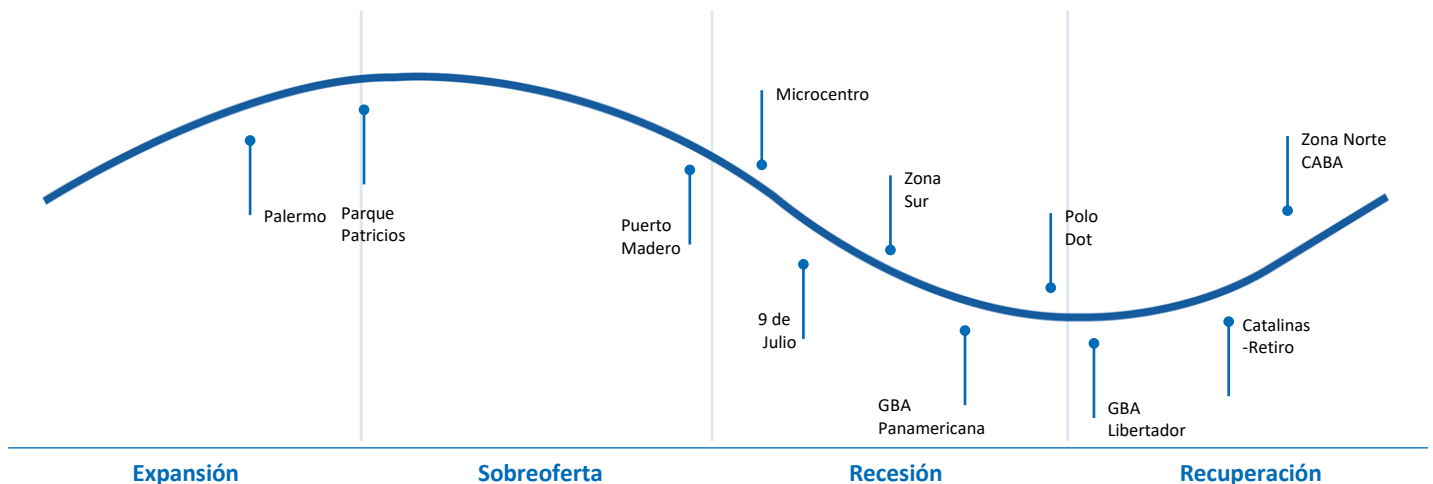 Microcentro
Zona Norte
CABA
Zona
Sur
Palermo
Parque
Patricios
Puerto
Madero
Polo
Dot
9 de
Julio
Catalinas
-Retiro
GBA
Panamericana
GBA
Libertador
Expansión
Sobreoferta
Recesión
Recuperación